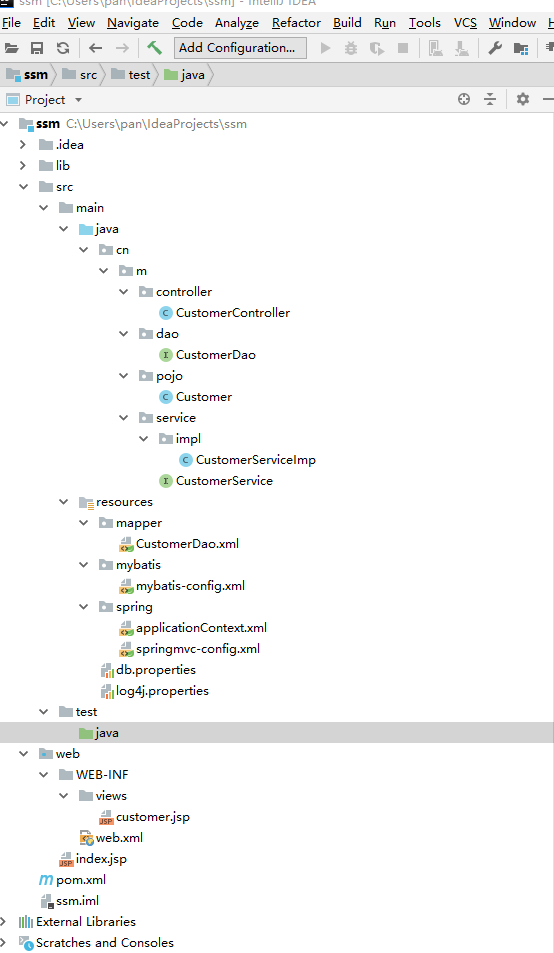 ssm [C:\Users\pan\IdeaProjects\ssm] - IntelliJ IDEA
File Edit View Navigate Code Analyze Refactor Build Run Tools VCS Window H
Add Configuration...
ssm src test java
Project
ssm C:\Users\pan\IdeaProjects\ssm
.idea
lib
src
main
java
cn
m
controller
C CustomerController
dao
I CustomerDao
pojo
C Customer
service
impl
C CustomerServiceImp
I CustomerService
resources
mapper
CustomerDao.xml
mybatis
mybatis-config.xml
spring
applicationContext.xml
springmvc-config.xml
db.properties
log4j.properties
test
java
web
WEB-INF
views
JSP customer.jsp
web.xml
JSP index.jsp
m pom.xml
ssm.iml
External Libraries
Scratches and Consoles